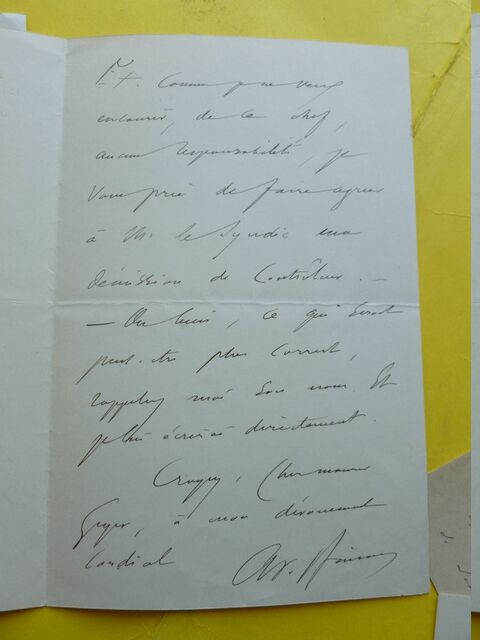 Comme je ne veux
encourir, de ce chef,
aucune responsabilité, je
vous prie de faire agréer
à Mr le Syndic ma
démission de Contrôleur. —
— Ou bien, ce qui serait
peut-être plus correct,
rappelez moi son nom. Et
je lui écrirai directement.
Croyez, cher
à mon dévouement
Cordial